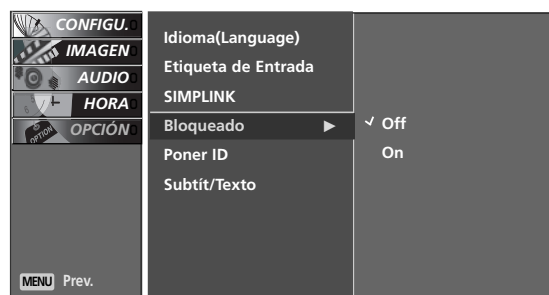 CONFIGU.
IMAGEN
AUDIO
HORA
OPCIÓN
OPTION
MENU Prev.
Idioma(Language)
Etiqueta de Entrada
SIMPLINK
Bloqueado ►
Poner ID
Subtít/Texto
✓ Off
On